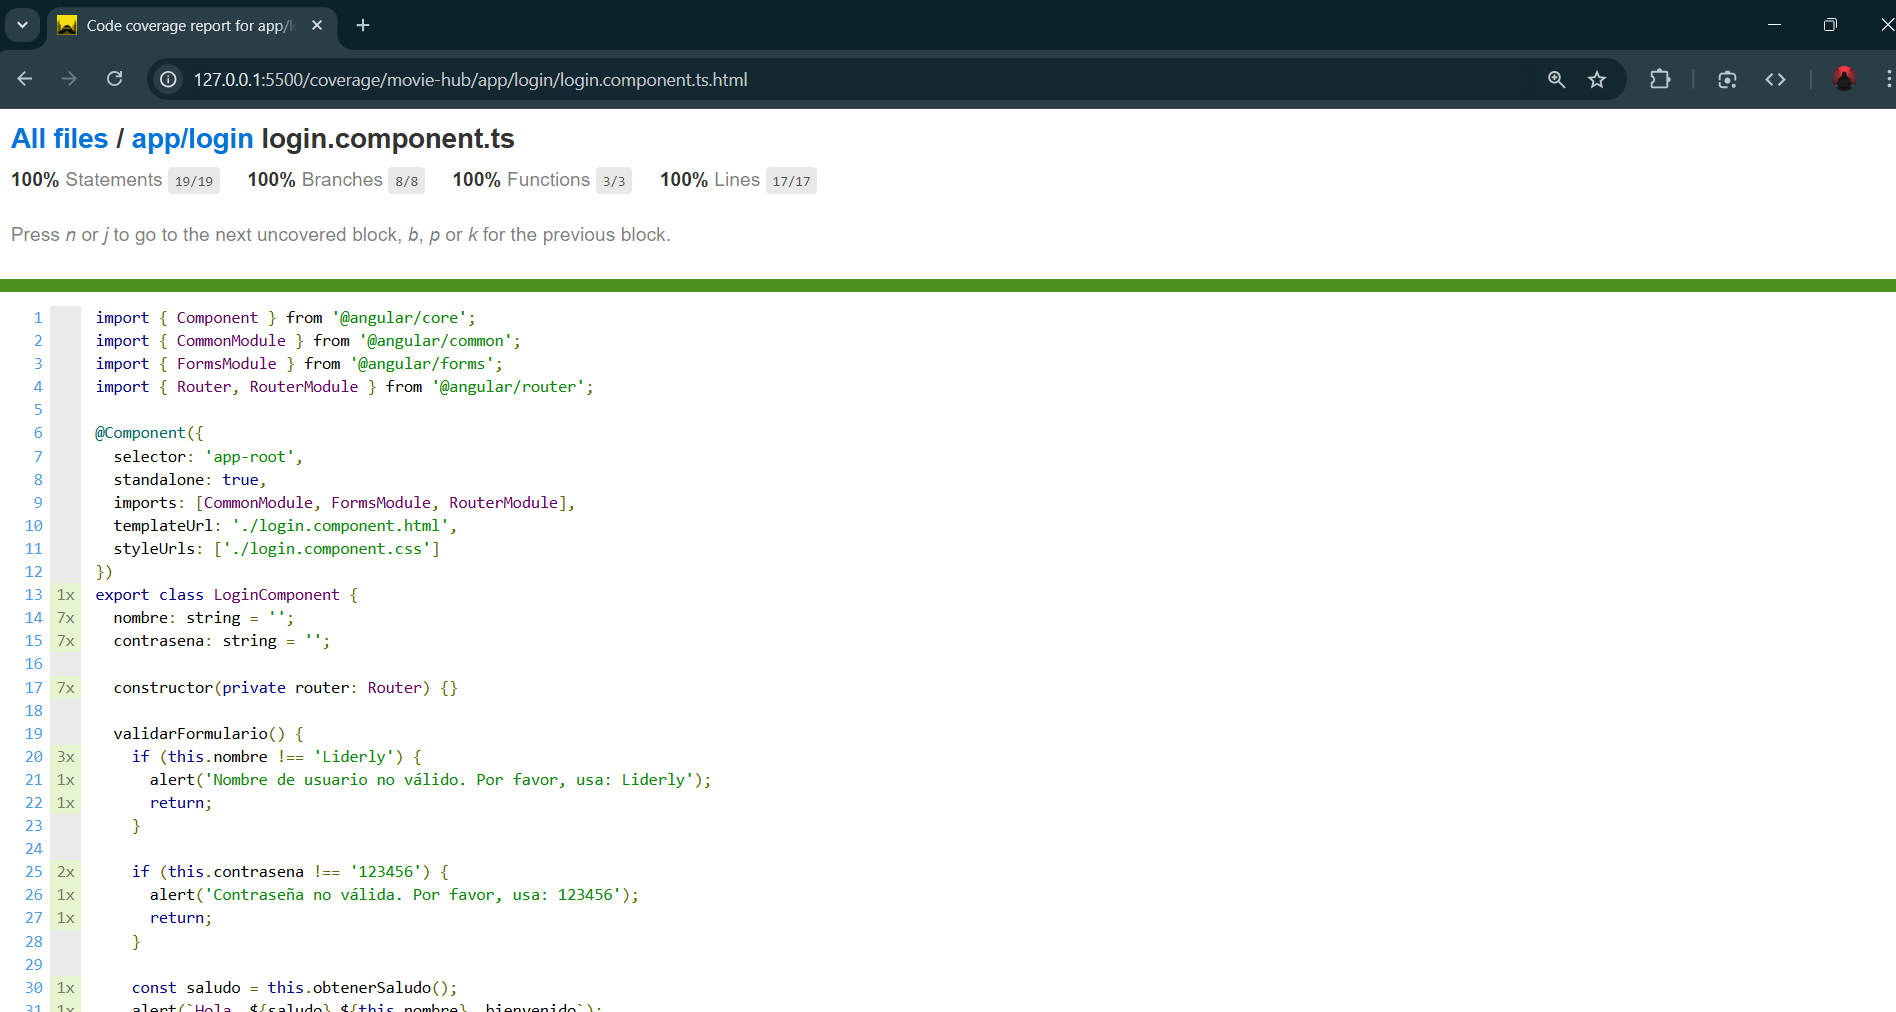 Code coverage report for app/l
127.0.0.1:5500/coverage/movie-hub/app/login/login.component.ts.html
All files / app/login login.component.ts
100% Statements 19/19 100% Branches 8/8 100% Functions 3/3 100% Lines 17/17
Press n or j to go to the next uncovered block, b, p or k for the previous block.
1 import { Component } from '@angular/core';
2 import { CommonModule } from '@angular/common';
3 import { FormsModule } from '@angular/forms';
4 import { Router, RouterModule } from '@angular/router';
5
6 @Component({
7 selector: 'app-root',
8 standalone: true,
9 imports: [CommonModule, FormsModule, RouterModule],
10 templateUrl: './login.component.html',
11 styleUrls: ['./login.component.css']
12 })
13 1x export class LoginComponent {
14 7x nombre: string = '';
15 7x contrasena: string = '';
16
17 7x constructor(private router: Router) {}
18
19 validarFormulario() {
20 3x if (this.nombre !== 'Liderly') {
21 1x alert('Nombre de usuario no válido. Por favor, usa: Liderly');
22 1x return;
23 }
24
25 2x if (this.contrasena !== '123456') {
26 1x alert('Contraseña no válida. Por favor, usa: 123456');
27 1x return;
28 }
29
30 1x const saludo = this.obtenerSaludo();
31 1x alert(`Hola, ${saludo} ${this.nombre}, bienvenido`);